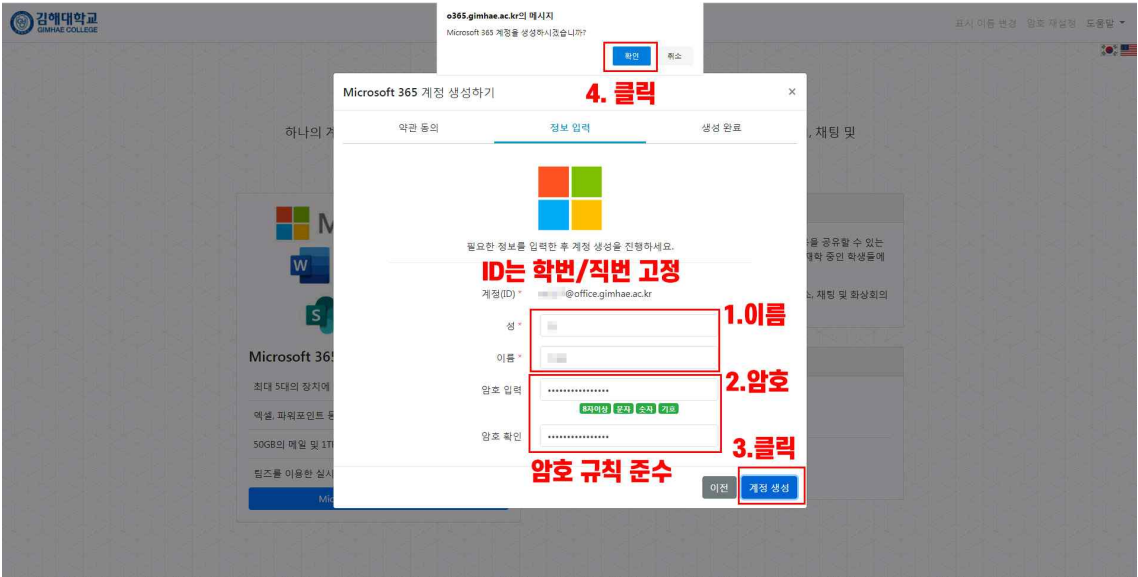 김해대학교
GIMHAE COLLEGE
표시 이름 변경 암호 재설정 도움말
o365.gimhae.ac.kr의 메시지
Microsoft 365 계정을 생성하시겠습니까?
확인 취소
4. 클릭
Microsoft 365 계정 생성하기 ×
약관 동의 정보 입력 생성 완료
하나의 계
, 채팅 및
필요한 정보를 입력한 후 계정 생성을 진행하세요.
ID는 학번/직번 고정
계정(ID) * @office.gimhae.ac.kr
성 *
1.이름
이름 *
암호 입력 ••••••••••••••••
2.암호
8자이상 문자 숫자 기호
암호 확인 ••••••••••••••••
암호 규칙 준수
3.클릭
이전 계정 생성
M
W
S
Microsoft 365
최대 5대의 장치에
엑셀, 파워포인트 등
50GB의 메일 및 1T
팀즈를 이용한 실시
Mic
을 공유할 수 있는
재학 중인 학생들에
스, 채팅 및 화상회의